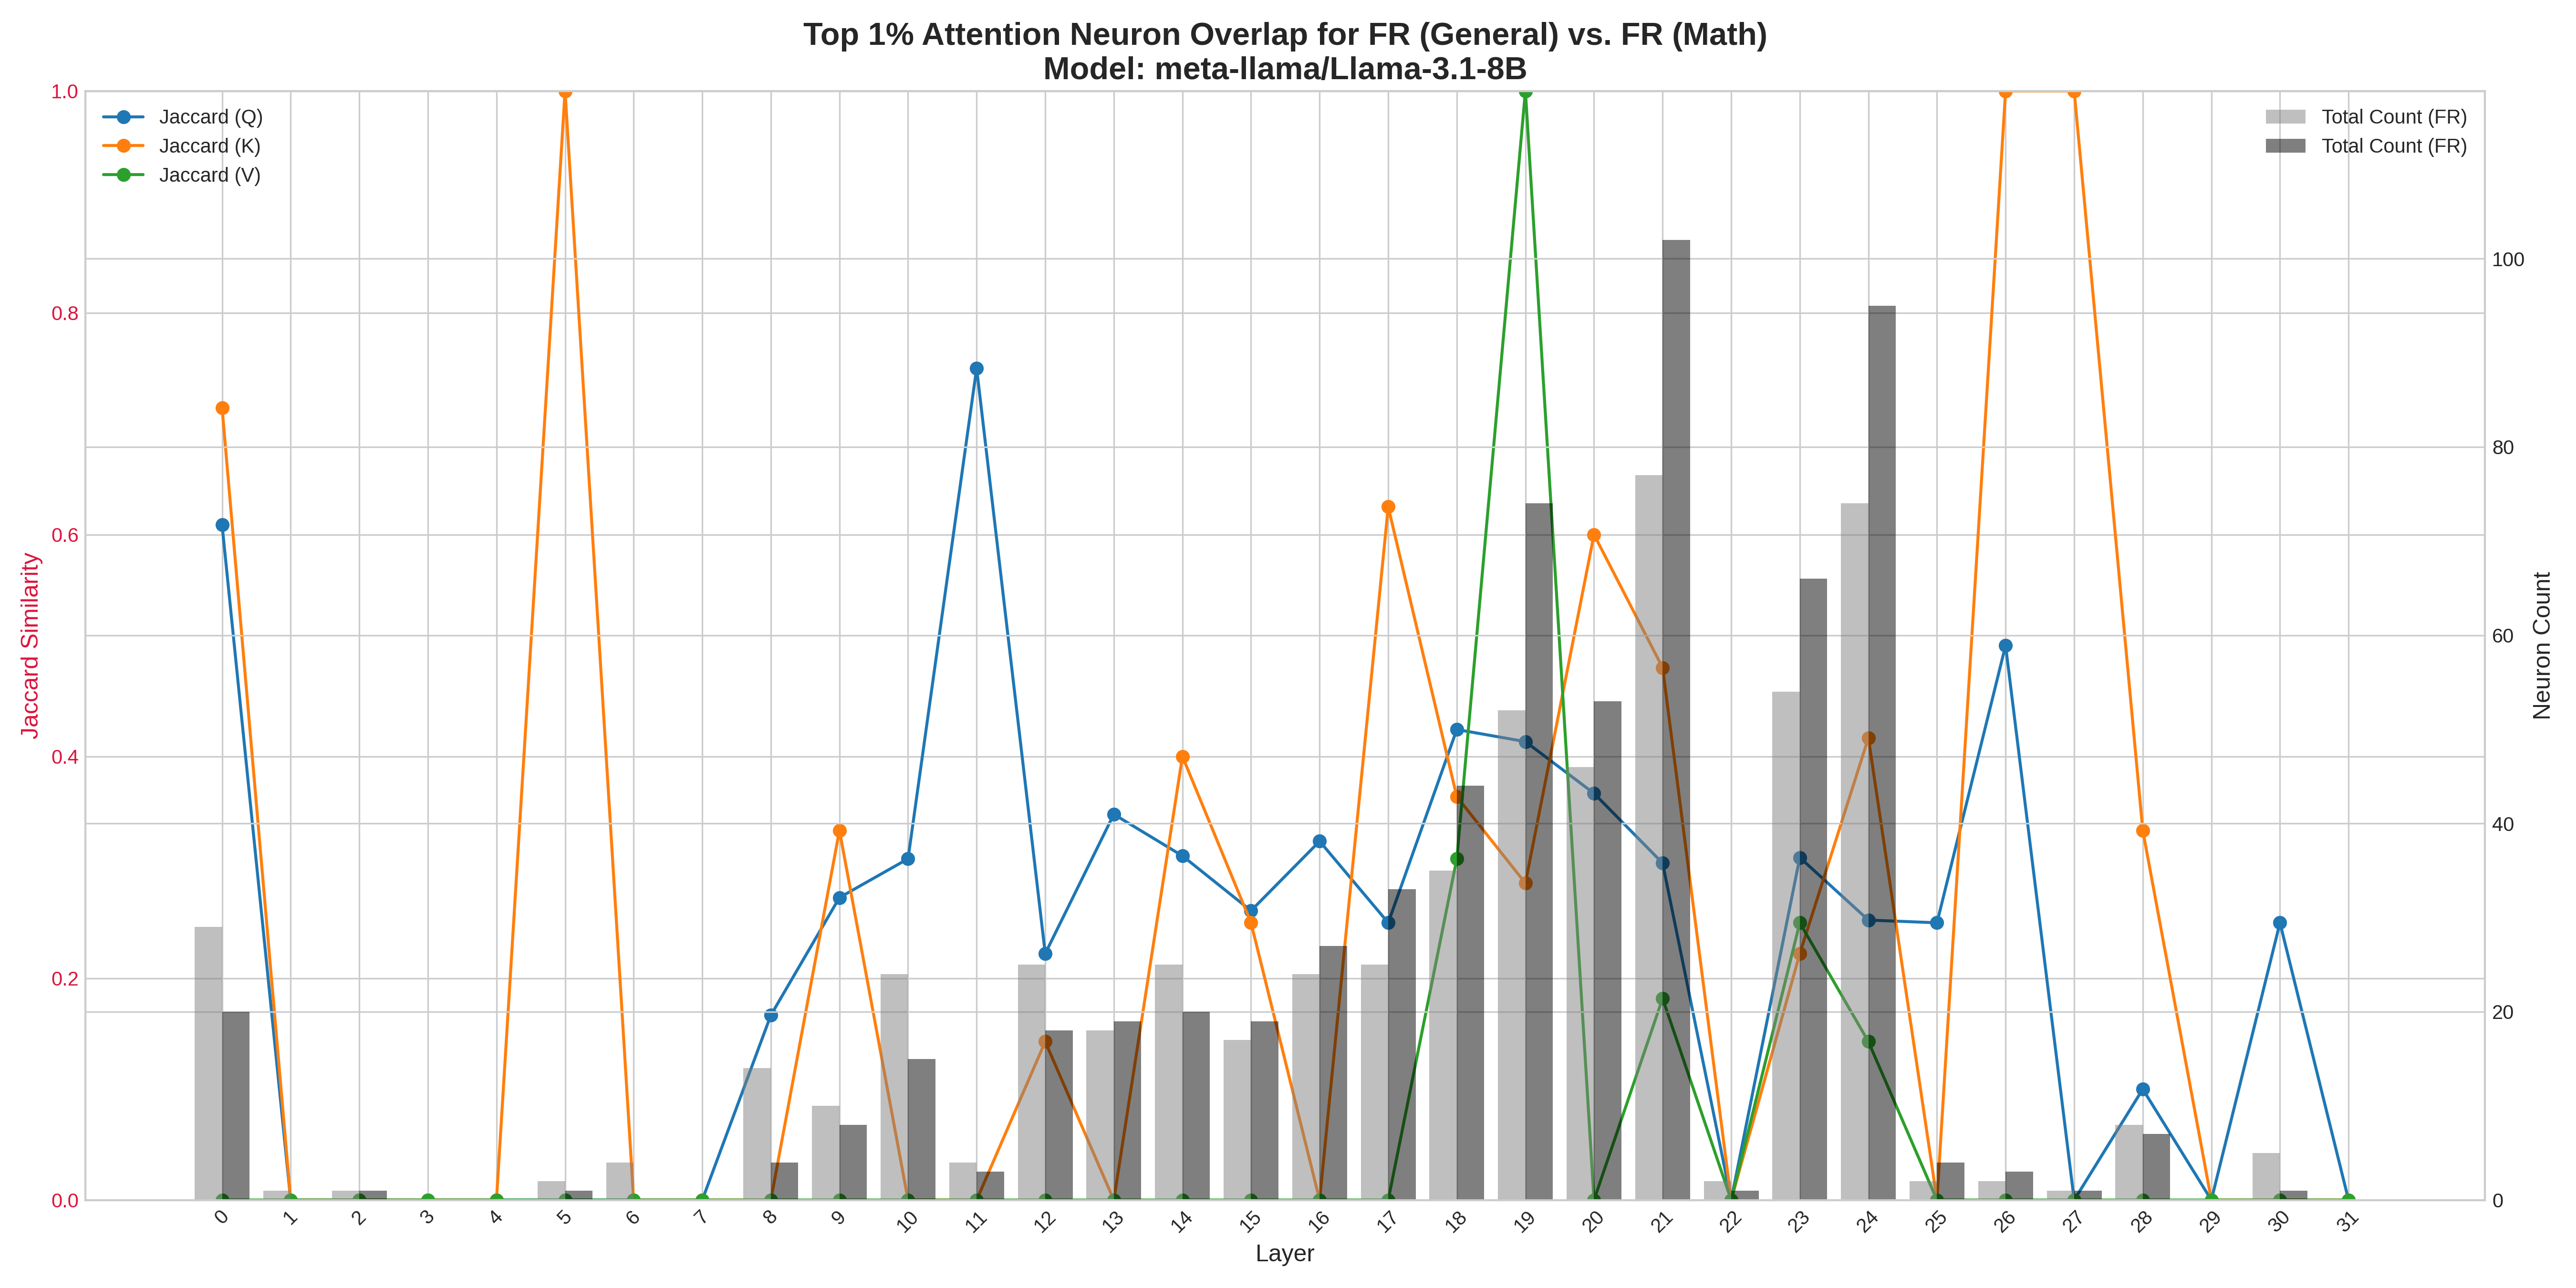 Top 1% Attention Neuron Overlap for FR (General) vs. FR (Math)
Model: meta-llama/Llama-3.1-8B
Jaccard (Q)
Jaccard (K)
Jaccard (V)
Total Count (FR)
Total Count (FR)
Jaccard Similarity
1.0
0.8
0.6
0.4
0.2
0.0
Neuron Count
100
80
60
40
20
0
0 1 2 3 4 5 6 7 8 9 10 11 12 13 14 15 16 17 18 19 20 21 22 23 24 25 26 27 28 29 30 31
Layer